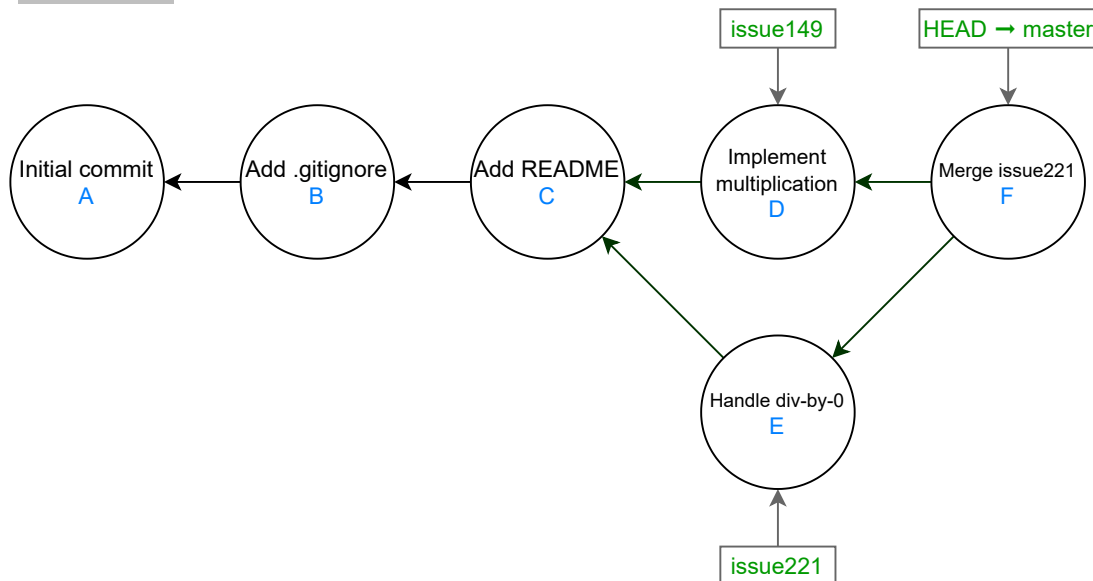 issue149
HEAD → master
Initial commit
A
Add .gitignore
B
Add README
C
Implement
multiplication
D
Merge issue221
F
Handle div-by-0
E
issue221